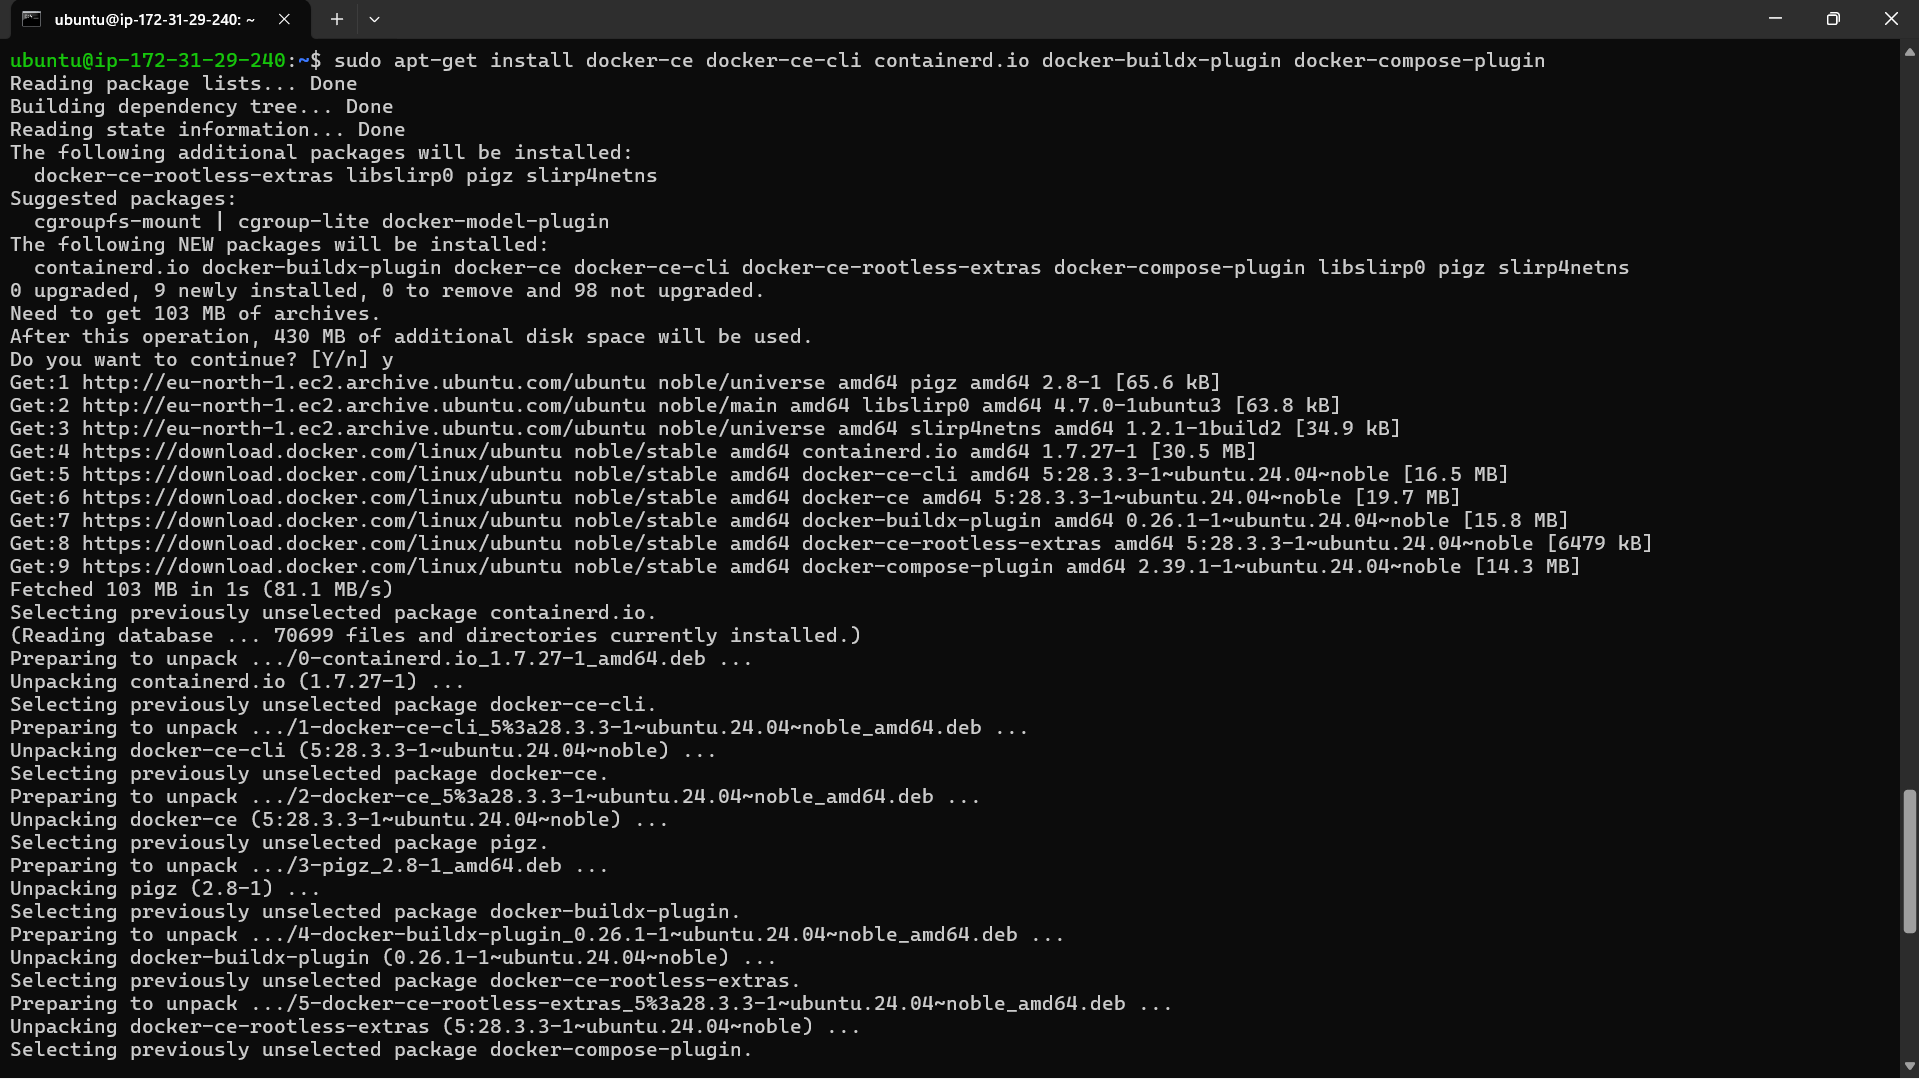 ubuntu@ip-172-31-29-240: ~
ubuntu@ip-172-31-29-240:~$ sudo apt-get install docker-ce docker-ce-cli containerd.io docker-buildx-plugin docker-compose-plugin
Reading package lists... Done
Building dependency tree... Done
Reading state information... Done
The following additional packages will be installed:
  docker-ce-rootless-extras libslirp0 pigz slirp4netns
Suggested packages:
  cgroupfs-mount | cgroup-lite docker-model-plugin
The following NEW packages will be installed:
  containerd.io docker-buildx-plugin docker-ce docker-ce-cli docker-ce-rootless-extras docker-compose-plugin libslirp0 pigz slirp4netns
0 upgraded, 9 newly installed, 0 to remove and 98 not upgraded.
Need to get 103 MB of archives.
After this operation, 430 MB of additional disk space will be used.
Do you want to continue? [Y/n] y
Get:1 http://eu-north-1.ec2.archive.ubuntu.com/ubuntu noble/universe amd64 pigz amd64 2.8-1 [65.6 kB]
Get:2 http://eu-north-1.ec2.archive.ubuntu.com/ubuntu noble/main amd64 libslirp0 amd64 4.7.0-1ubuntu3 [63.8 kB]
Get:3 http://eu-north-1.ec2.archive.ubuntu.com/ubuntu noble/universe amd64 slirp4netns amd64 1.2.1-1build2 [34.9 kB]
Get:4 https://download.docker.com/linux/ubuntu noble/stable amd64 containerd.io amd64 1.7.27-1 [30.5 MB]
Get:5 https://download.docker.com/linux/ubuntu noble/stable amd64 docker-ce-cli amd64 5:28.3.3-1~ubuntu.24.04~noble [16.5 MB]
Get:6 https://download.docker.com/linux/ubuntu noble/stable amd64 docker-ce amd64 5:28.3.3-1~ubuntu.24.04~noble [19.7 MB]
Get:7 https://download.docker.com/linux/ubuntu noble/stable amd64 docker-buildx-plugin amd64 0.26.1-1~ubuntu.24.04~noble [15.8 MB]
Get:8 https://download.docker.com/linux/ubuntu noble/stable amd64 docker-ce-rootless-extras amd64 5:28.3.3-1~ubuntu.24.04~noble [6479 kB]
Get:9 https://download.docker.com/linux/ubuntu noble/stable amd64 docker-compose-plugin amd64 2.39.1-1~ubuntu.24.04~noble [14.3 MB]
Fetched 103 MB in 1s (81.1 MB/s)
Selecting previously unselected package containerd.io.
(Reading database ... 70699 files and directories currently installed.)
Preparing to unpack .../0-containerd.io_1.7.27-1_amd64.deb ...
Unpacking containerd.io (1.7.27-1) ...
Selecting previously unselected package docker-ce-cli.
Preparing to unpack .../1-docker-ce-cli_5%3a28.3.3-1~ubuntu.24.04~noble_amd64.deb ...
Unpacking docker-ce-cli (5:28.3.3-1~ubuntu.24.04~noble) ...
Selecting previously unselected package docker-ce.
Preparing to unpack .../2-docker-ce_5%3a28.3.3-1~ubuntu.24.04~noble_amd64.deb ...
Unpacking docker-ce (5:28.3.3-1~ubuntu.24.04~noble) ...
Selecting previously unselected package pigz.
Preparing to unpack .../3-pigz_2.8-1_amd64.deb ...
Unpacking pigz (2.8-1) ...
Selecting previously unselected package docker-buildx-plugin.
Preparing to unpack .../4-docker-buildx-plugin_0.26.1-1~ubuntu.24.04~noble_amd64.deb ...
Unpacking docker-buildx-plugin (0.26.1-1~ubuntu.24.04~noble) ...
Selecting previously unselected package docker-ce-rootless-extras.
Preparing to unpack .../5-docker-ce-rootless-extras_5%3a28.3.3-1~ubuntu.24.04~noble_amd64.deb ...
Unpacking docker-ce-rootless-extras (5:28.3.3-1~ubuntu.24.04~noble) ...
Selecting previously unselected package docker-compose-plugin.